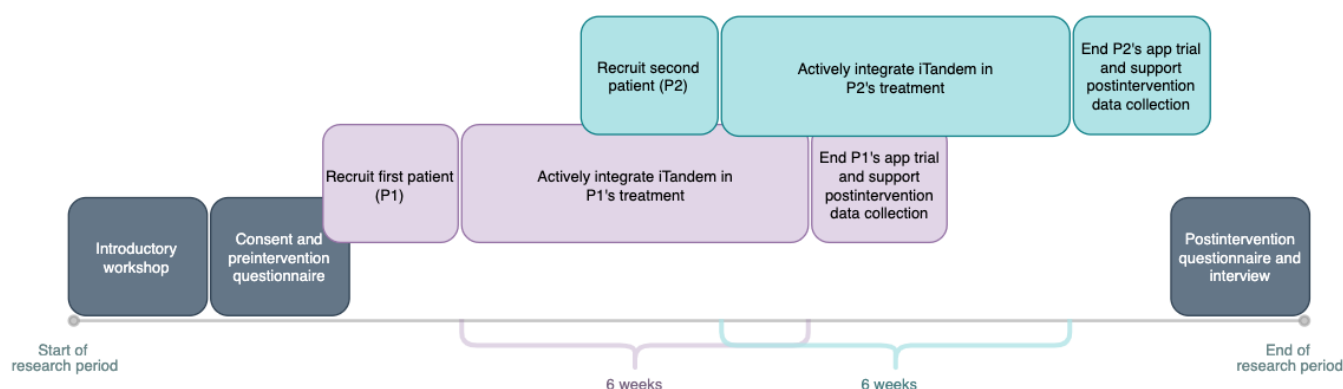 Recruit second
patient (P2)
Actively integrate iTandem in
P2's treatment
End P2's app trial
and support
postintervention
data collection
Recruit first patient
(P1)
Actively integrate iTandem in
P1's treatment
End P1's app trial
and support
postintervention
data collection
Introductory
workshop
Consent and
preintervention
questionnaire
Postintervention
questionnaire and
interview
Start of
research period
6 weeks
6 weeks
End of
research period